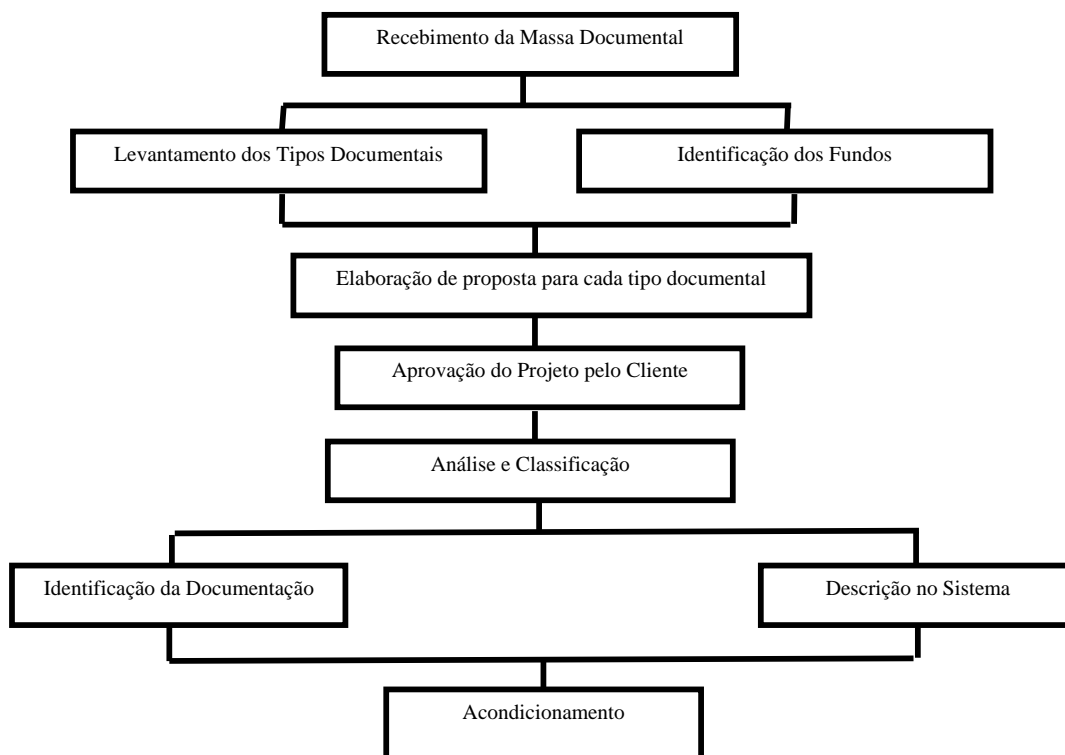 Recebimento da Massa Documental
Levantamento dos Tipos Documentais
Identificação dos Fundos
Elaboração de proposta para cada tipo documental
Aprovação do Projeto pelo Cliente
Análise e Classificação
Identificação da Documentação
Descrição no Sistema
Acondicionamento